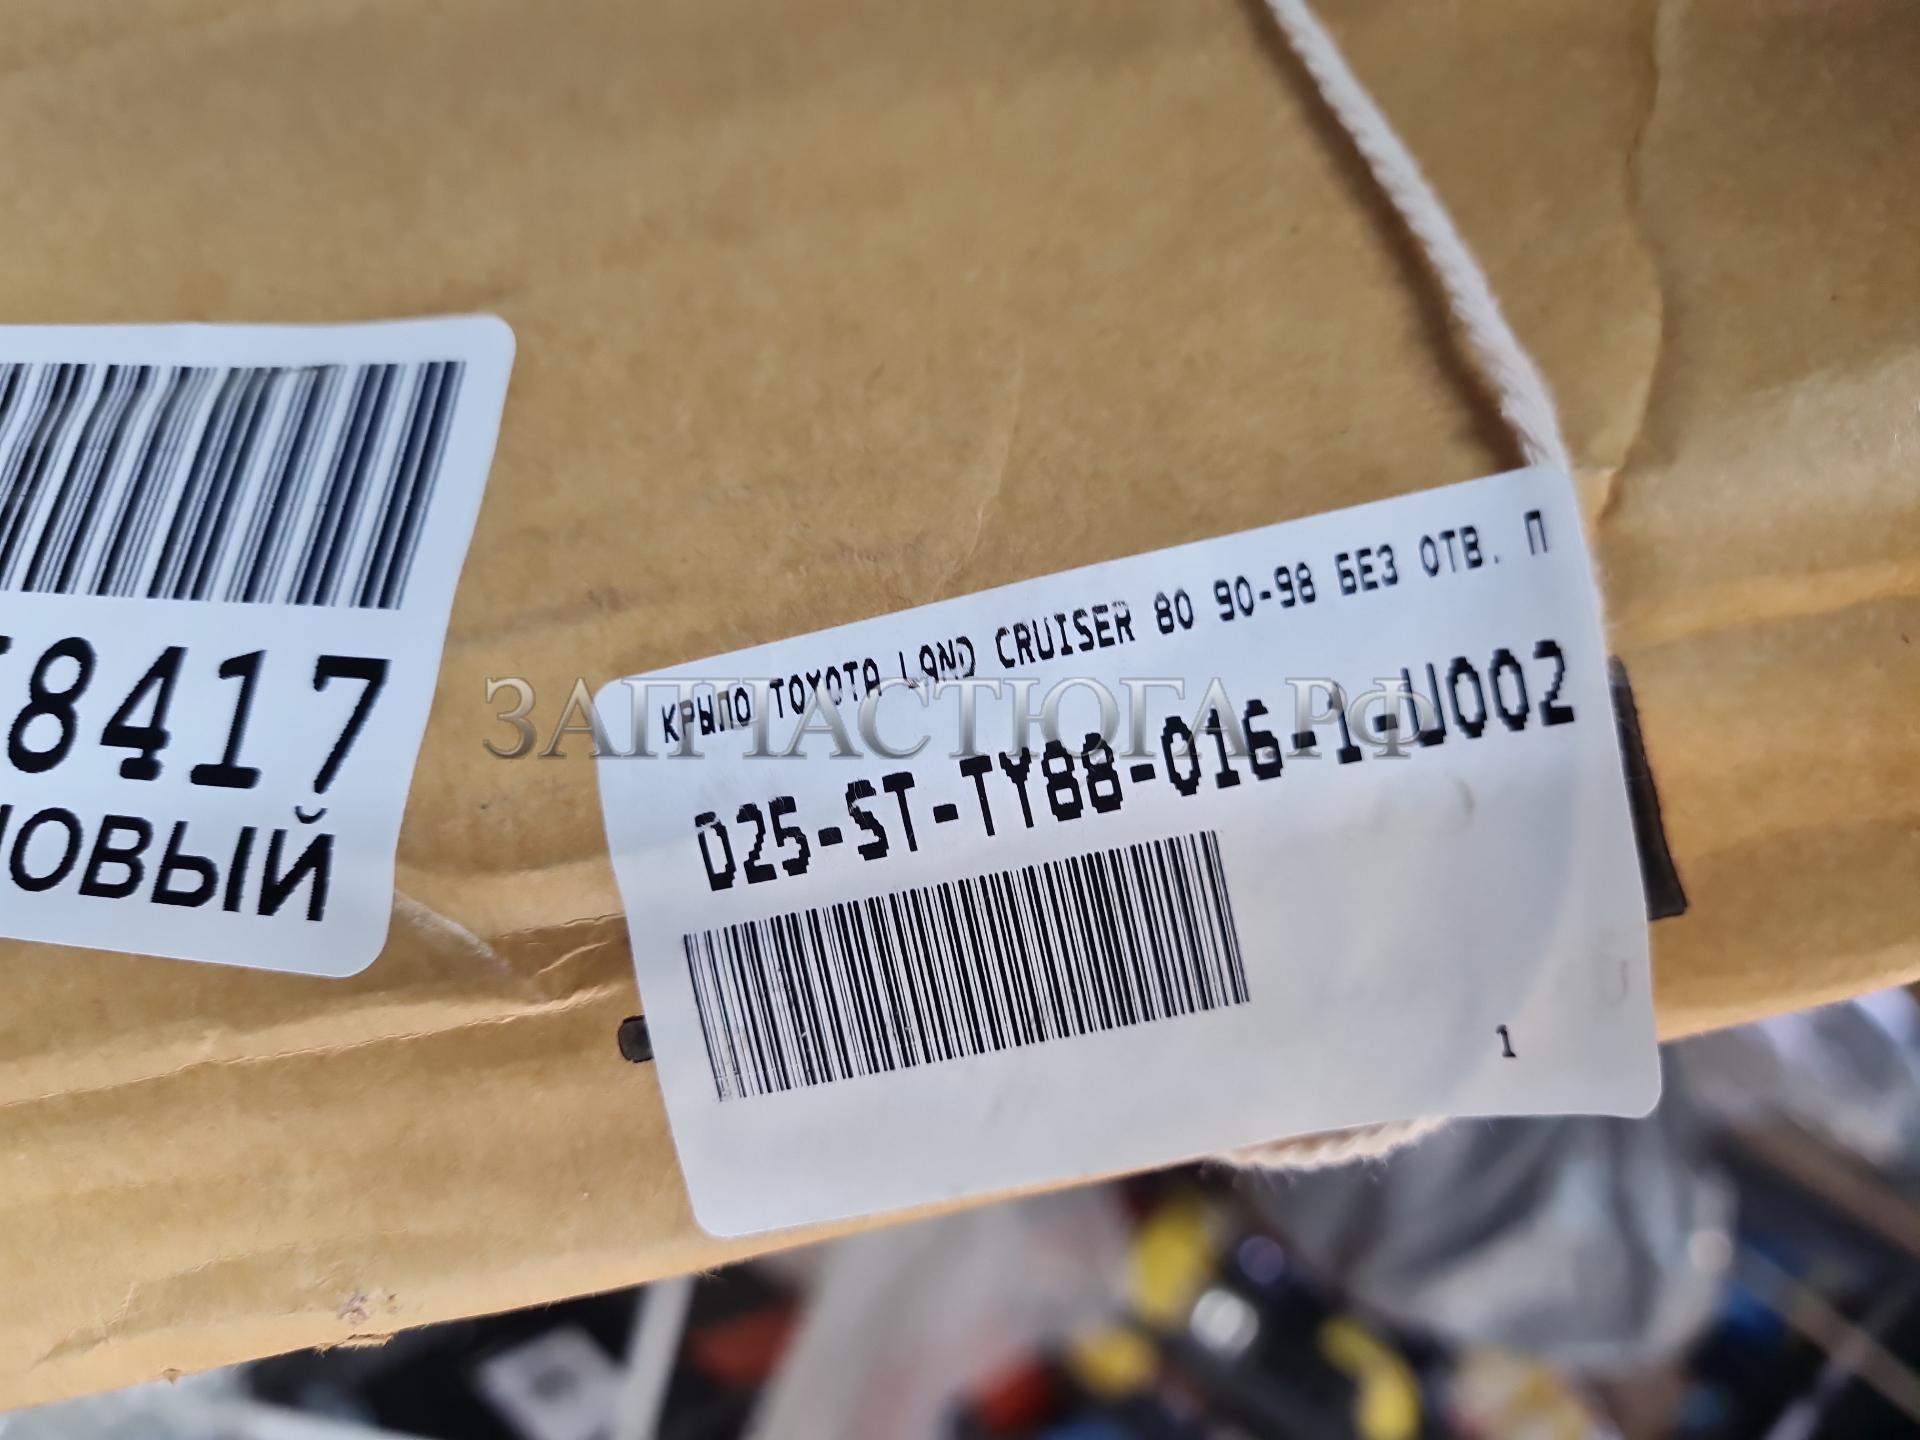 8417
ОВЫЙ
КРЫЛО TOYOTA LAND CRUISER 80 90-98 БЕЗ ОТВ. П
ЗАПЧАСТЮГА.РФ
D25-ST-TY88-016-1-U002
1